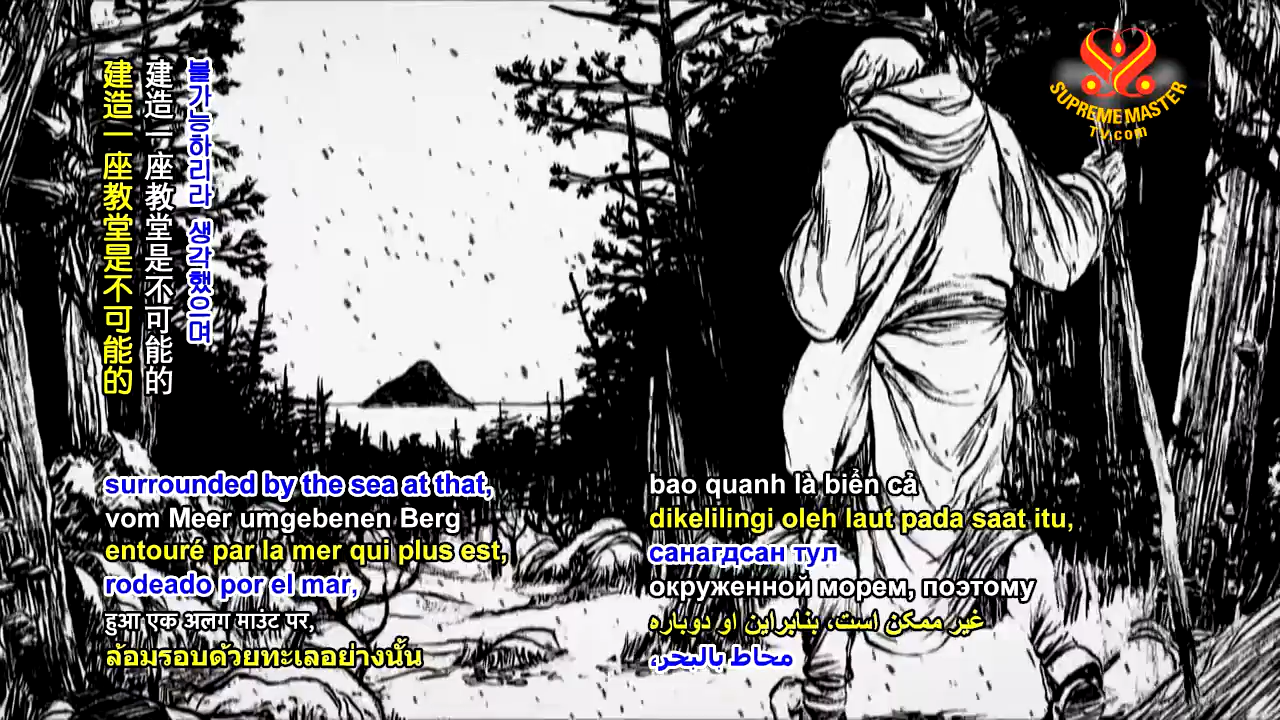 불가능하리라 생각했으며
建造一座教堂是不可能的
建造一座教堂是不可能的
SUPREME MASTER
TV.com
surrounded by the sea at that,
vom Meer umgebenen Berg
entouré par la mer qui plus est,
rodeado por el mar,
हुआ एक अलग माउंट पर,
ล้อมรอบด้วยทะเลอย่างนั้น
bao quanh là biển cả
dikelilingi oleh laut pada saat itu,
санагдсан тул
окруженной морем, поэтому
غیر ممکن است، بنابراین او دوباره
محاط بالبحر،